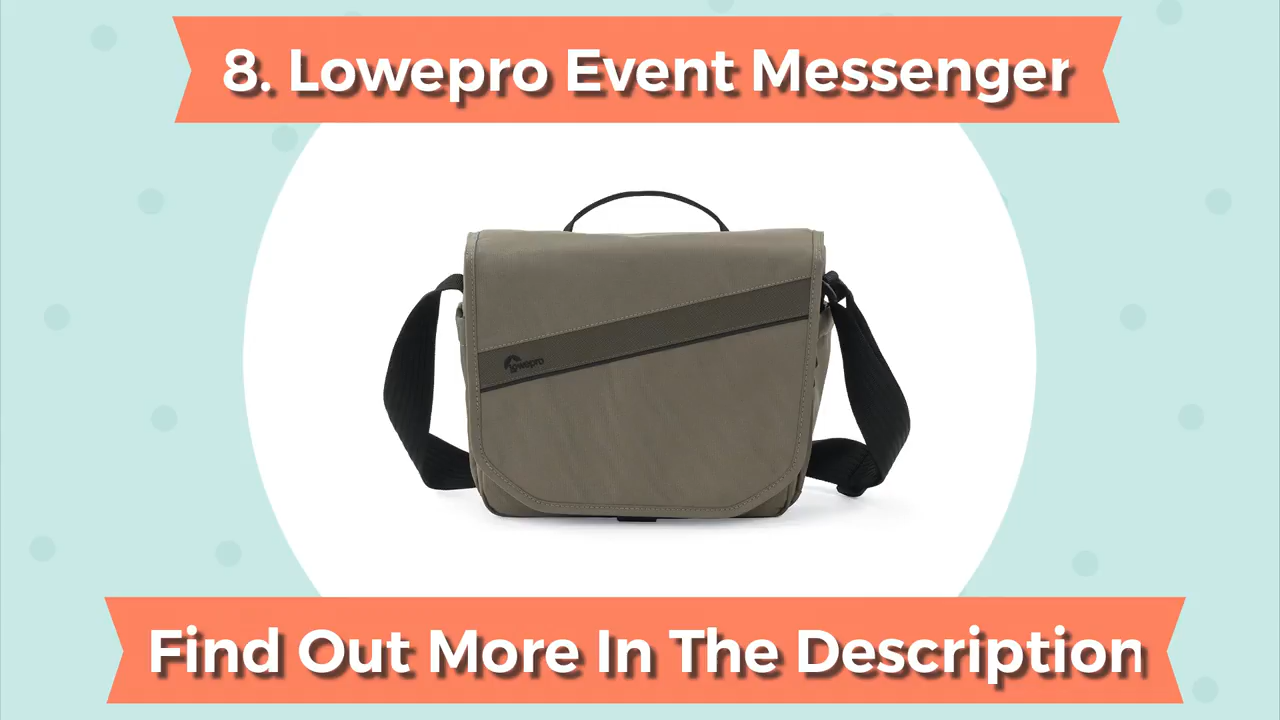 8. Lowepro Event Messenger
lowepro
Find Out More In The Description